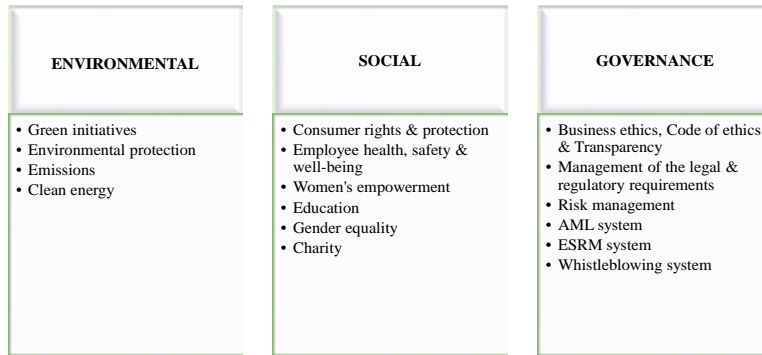 ENVIRONMENTAL
• Green initiatives
• Environmental protection
• Emissions
• Clean energy
SOCIAL
• Consumer rights & protection
• Employee health, safety &
well-being
• Women's empowerment
• Education
• Gender equality
• Charity
GOVERNANCE
• Business ethics, Code of ethics
& Transparency
• Management of the legal &
regulatory requirements
• Risk management
• AML system
• ESRM system
• Whistleblowing system